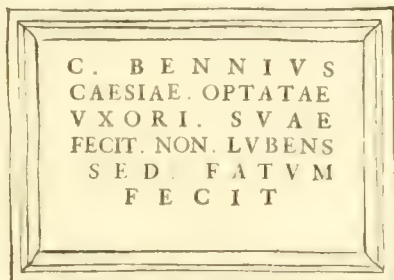 C. BENNIVS
CAESIAE. OPTATAE
VXORI. SVAE
FECIT. NON. LVBENS
SED. FATVM
FECIT